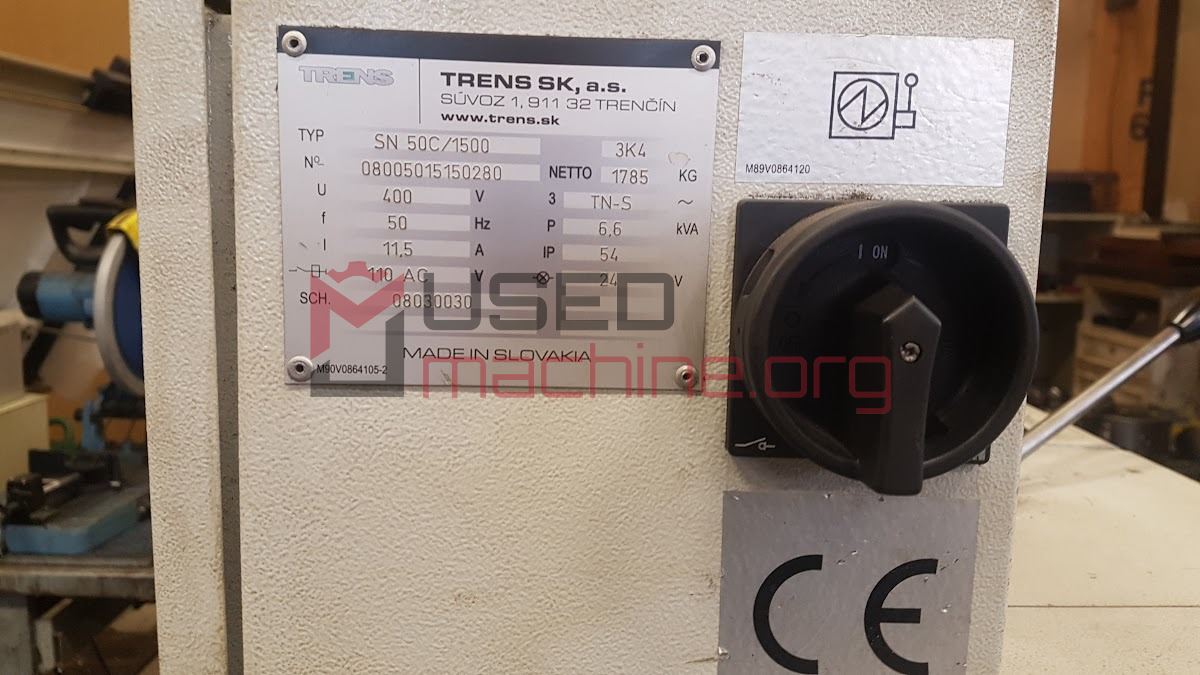 TRENS
TRENS SK, a.s.
SÚVOZ 1, 911 32 TRENČÍN
www.trens.sk
TYP SN 50C/1500 3K4
Nº 08005015150280 NETTO 1785 KG
U 400 V 3 TN-S ~
f 50 Hz P 6,6 kVA
I 11,5 A IP 54
110 AC V 24 V
SCH. 08030030
MADE IN SLOVAKIA
M90V0864105-2
M89V0864120
I ON
CE
USED
machine.org